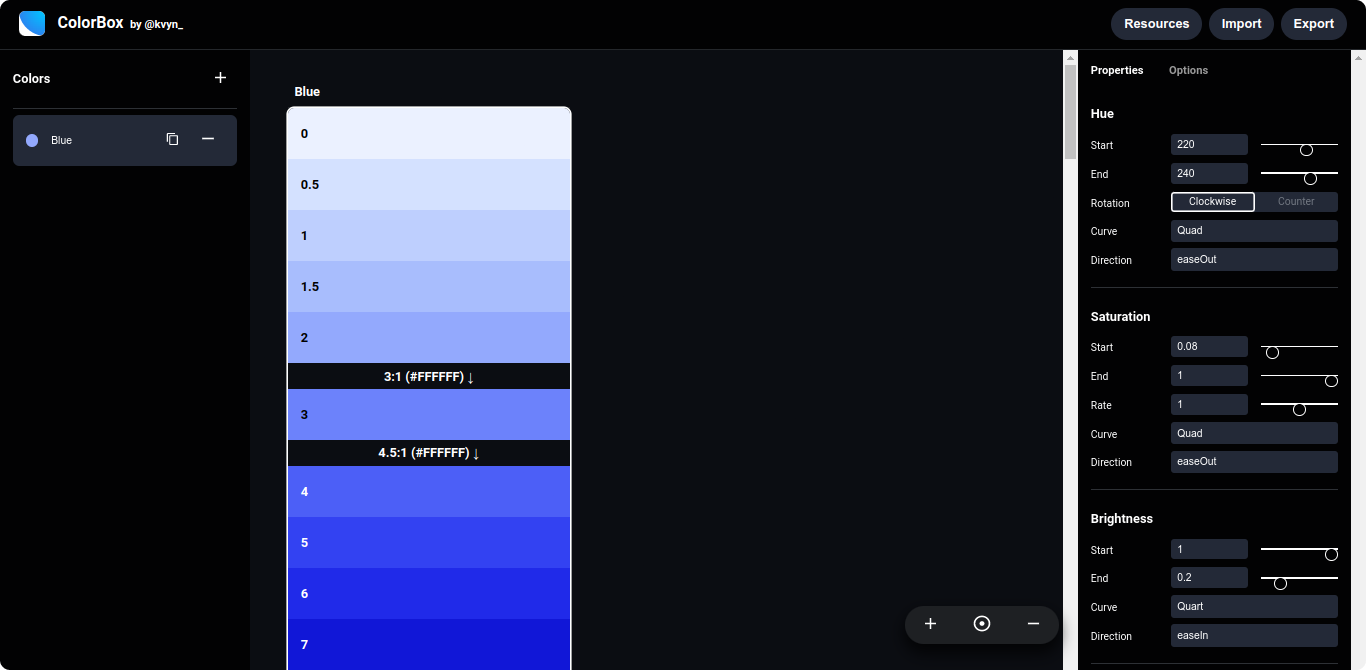 ColorBox by @kvyn_
Resources Import Export
Colors
Blue
Blue
0
0.5
1
1.5
2
3:1 (#FFFFFF) ↓
3
4.5:1 (#FFFFFF) ↓
4
5
6
7
Properties Options
Hue
Start 220
End 240
Rotation Clockwise Counter
Curve Quad
Direction easeOut
Saturation
Start 0.08
End 1
Rate 1
Curve Quad
Direction easeOut
Brightness
Start 1
End 0.2
Curve Quart
Direction easeIn